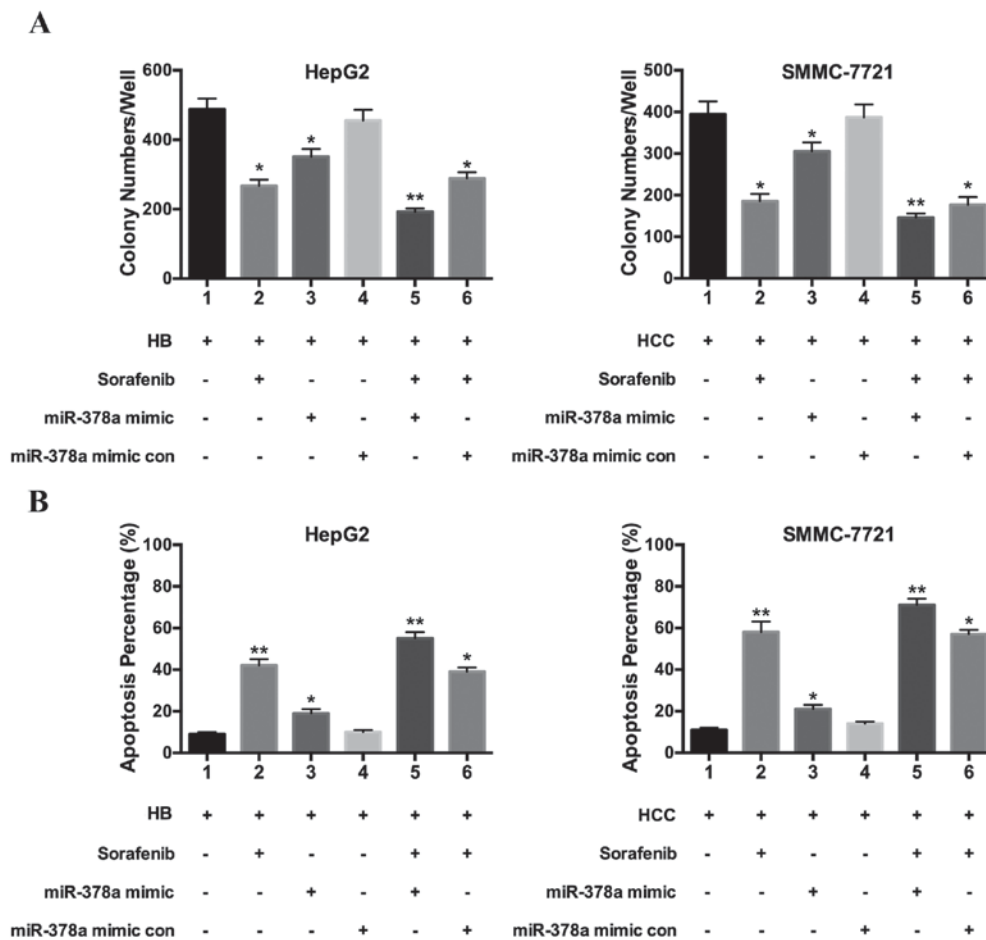 A
HepG2
Colony Numbers/Well
600
400
200
0
*
*
**
*
1 2 3 4 5 6
HB + + + + + +
Sorafenib - + - - + +
miR-378a mimic - - + - + -
miR-378a mimic con - - - + - +
SMMC-7721
Colony Numbers/Well
500
400
300
200
100
0
*
*
**
*
1 2 3 4 5 6
HCC + + + + + +
Sorafenib - + - - + +
miR-378a mimic - - + - + -
miR-378a mimic con - - - + - +
B
HepG2
Apoptosis Percentage (%)
100
80
60
40
20
0
**
*
**
*
1 2 3 4 5 6
HB + + + + + +
Sorafenib - + - - + +
miR-378a mimic - - + - + -
miR-378a mimic con - - - + - +
SMMC-7721
Apoptosis Percentage (%)
100
80
60
40
20
0
**
*
**
*
1 2 3 4 5 6
HCC + + + + + +
Sorafenib - + - - + +
miR-378a mimic - - + - + -
miR-378a mimic con - - - + - +